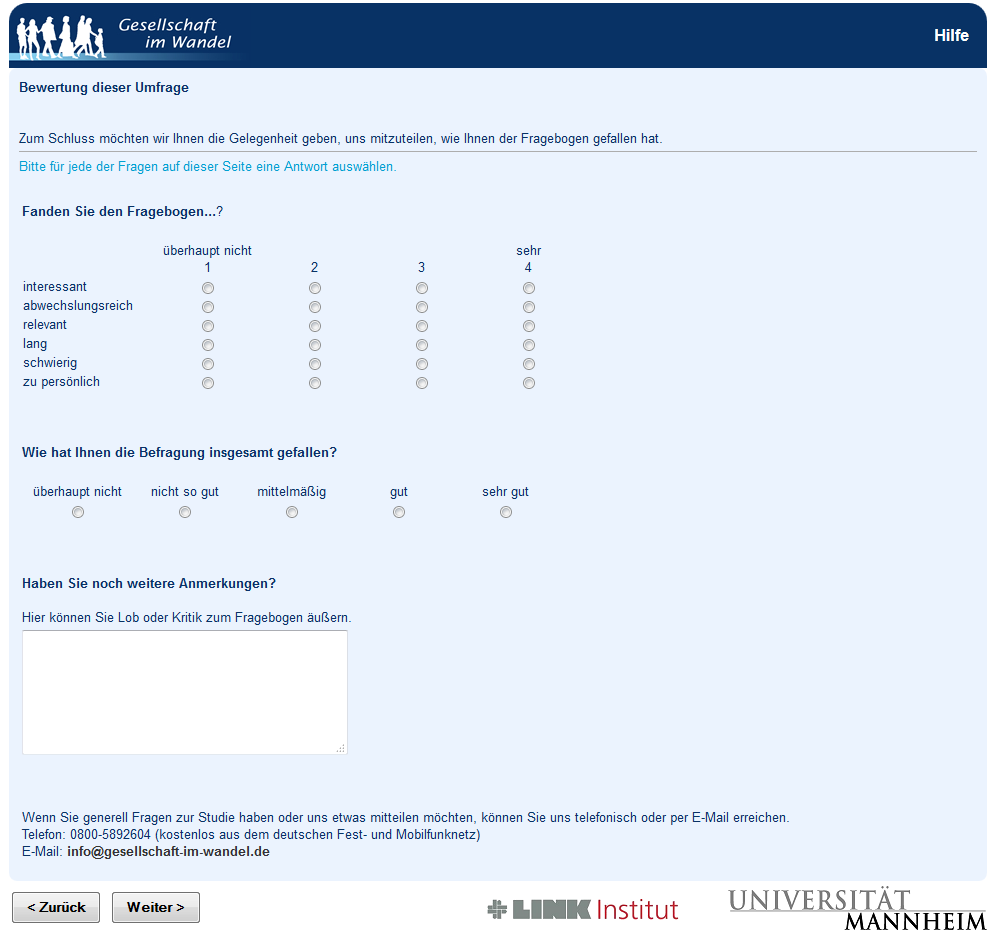 Gesellschaft
im Wandel
Hilfe
Bewertung dieser Umfrage
Zum Schluss möchten wir Ihnen die Gelegenheit geben, uns mitzuteilen, wie Ihnen der Fragebogen gefallen hat.
Bitte für jede der Fragen auf dieser Seite eine Antwort auswählen.
Fanden Sie den Fragebogen...?
überhaupt nicht sehr
1 2 3 4
interessant
abwechslungsreich
relevant
lang
schwierig
zu persönlich
Wie hat Ihnen die Befragung insgesamt gefallen?
überhaupt nicht nicht so gut mittelmäßig gut sehr gut
Haben Sie noch weitere Anmerkungen?
Hier können Sie Lob oder Kritik zum Fragebogen äußern.
Wenn Sie generell Fragen zur Studie haben oder uns etwas mitteilen möchten, können Sie uns telefonisch oder per E-Mail erreichen.
Telefon: 0800-5892604 (kostenlos aus dem deutschen Fest- und Mobilfunknetz)
E-Mail: info@gesellschaft-im-wandel.de
< Zurück Weiter >
LINK Institut
UNIVERSITÄT
MANNHEIM